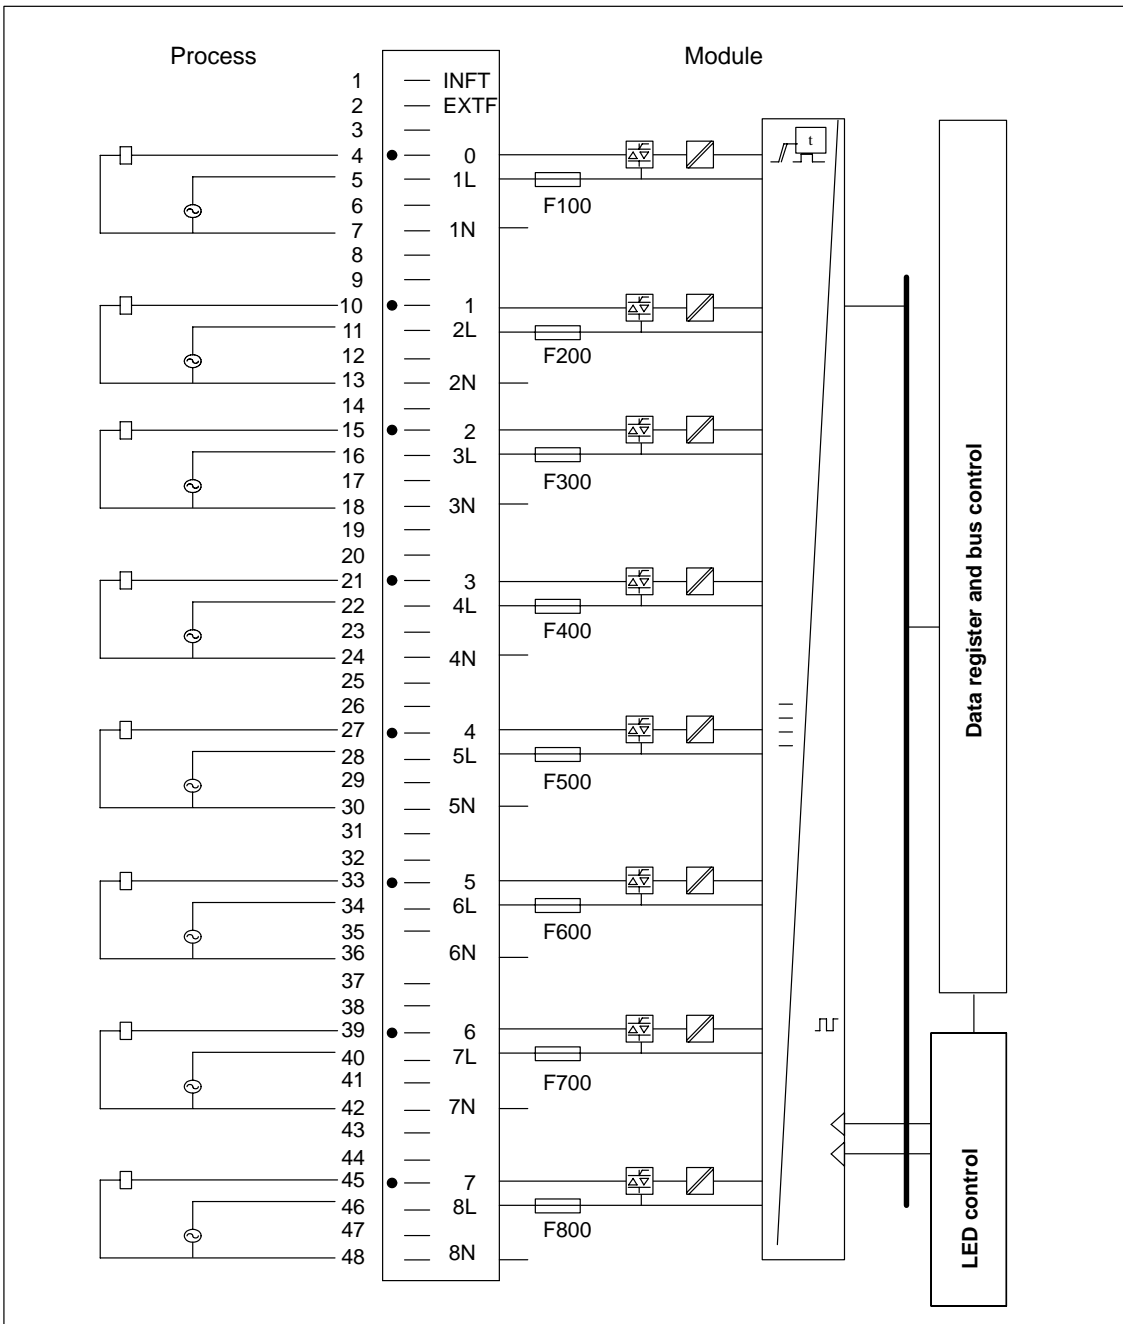 Process Module
1 INFT
2 EXTF
3
4 0
t
5 1L
F100
6
7 1N
8
9
10 1
11 2L
F200
12
13 2N
14
15 2
16 3L
F300
17
18 3N
19
20
21 3
22 4L
F400
23
24 4N
25
26
27 4
28 5L
F500
29
30 5N
31
32
33 5
34 6L
F600
35
36 6N
37
38
39 6
40 7L
F700
41
42 7N
43
44
45 7
46 8L
F800
47
48 8N
Data register and bus control
LED control